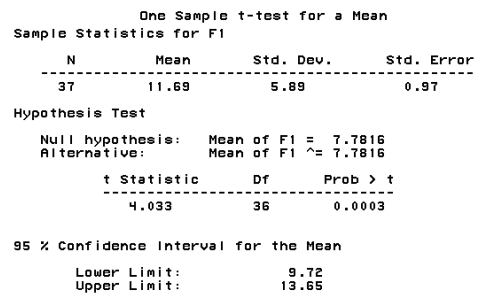 One Sample t-test for a Mean
Sample Statistics for F1
N Mean Std. Dev. Std. Error
-------------------------------------------------
37 11.69 5.89 0.97
Hypothesis Test
Null hypothesis: Mean of F1 = 7.7816
Alternative: Mean of F1 ^= 7.7816
t Statistic Df Prob > t
---------------------------------
4.033 36 0.0003
95 % Confidence Interval for the Mean
Lower Limit: 9.72
Upper Limit: 13.65